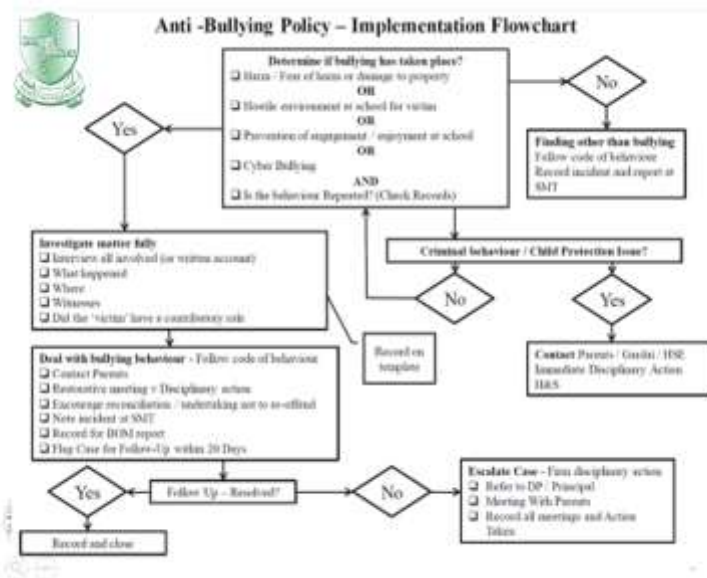 Anti -Bullying Policy – Implementation Flowchart
Determine if bullying has taken place?
❑ Harm / Fear of harm or damage to property
OR
❑ Hostile environment at school for victim
OR
❑ Prevention of engagement / enjoyment at school
OR
❑ Cyber Bullying
AND
❑ Is the behaviour Reported? (Check Records)
No
Yes
Finding other than bullying
Follow code of behaviour
Record incident and report at
SMT
Investigate matter fully
❑ Interview all involved (or written account)
❑ What happened
❑ Where
❑ Witnesses
❑ Did the 'victim' have a contributory role
Criminal behaviour / Child Protection Issue?
No
Yes
Record on
template
Contact Parents / Gardai / HSE
Immediate Disciplinary Action
H&S
Deal with bullying behaviour - Follow code of behaviour
❑ Contact Parents
❑ Restorative meeting v Disciplinary action
❑ Encourage reconciliation / undertaking not to re-offend
❑ Note incident at SMT
❑ Record for BOM report
❑ Flag Case for Follow-Up within 20 Days
Follow Up – Resolved?
Yes
No
Escalate Case - Firm disciplinary action
❑ Refer to DP / Principal
❑ Meeting With Parents
❑ Record all meetings and Action
Taken
Record and close